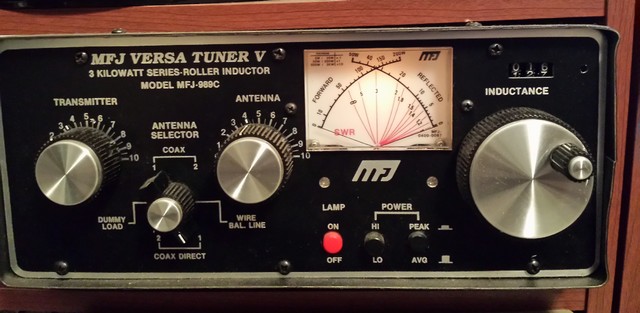 MFJ VERSA TUNER V
3 KILOWATT SERIES-ROLLER INDUCTOR
MODEL MFJ-989C
TRANSMITTER
ANTENNA
1 2 3 4 5 6 7 8 9 10
1 2 3 4 5 6 7 8 9 10
ANTENNA
SELECTOR
COAX
1 2
DUMMY
LOAD
WIRE
BAL. LINE
2 1
COAX DIRECT
MFJ
FORWARD
REFLECTED
SWR
MFJ
LAMP
ON
OFF
POWER
HI
LO
PEAK
AVG
INDUCTANCE